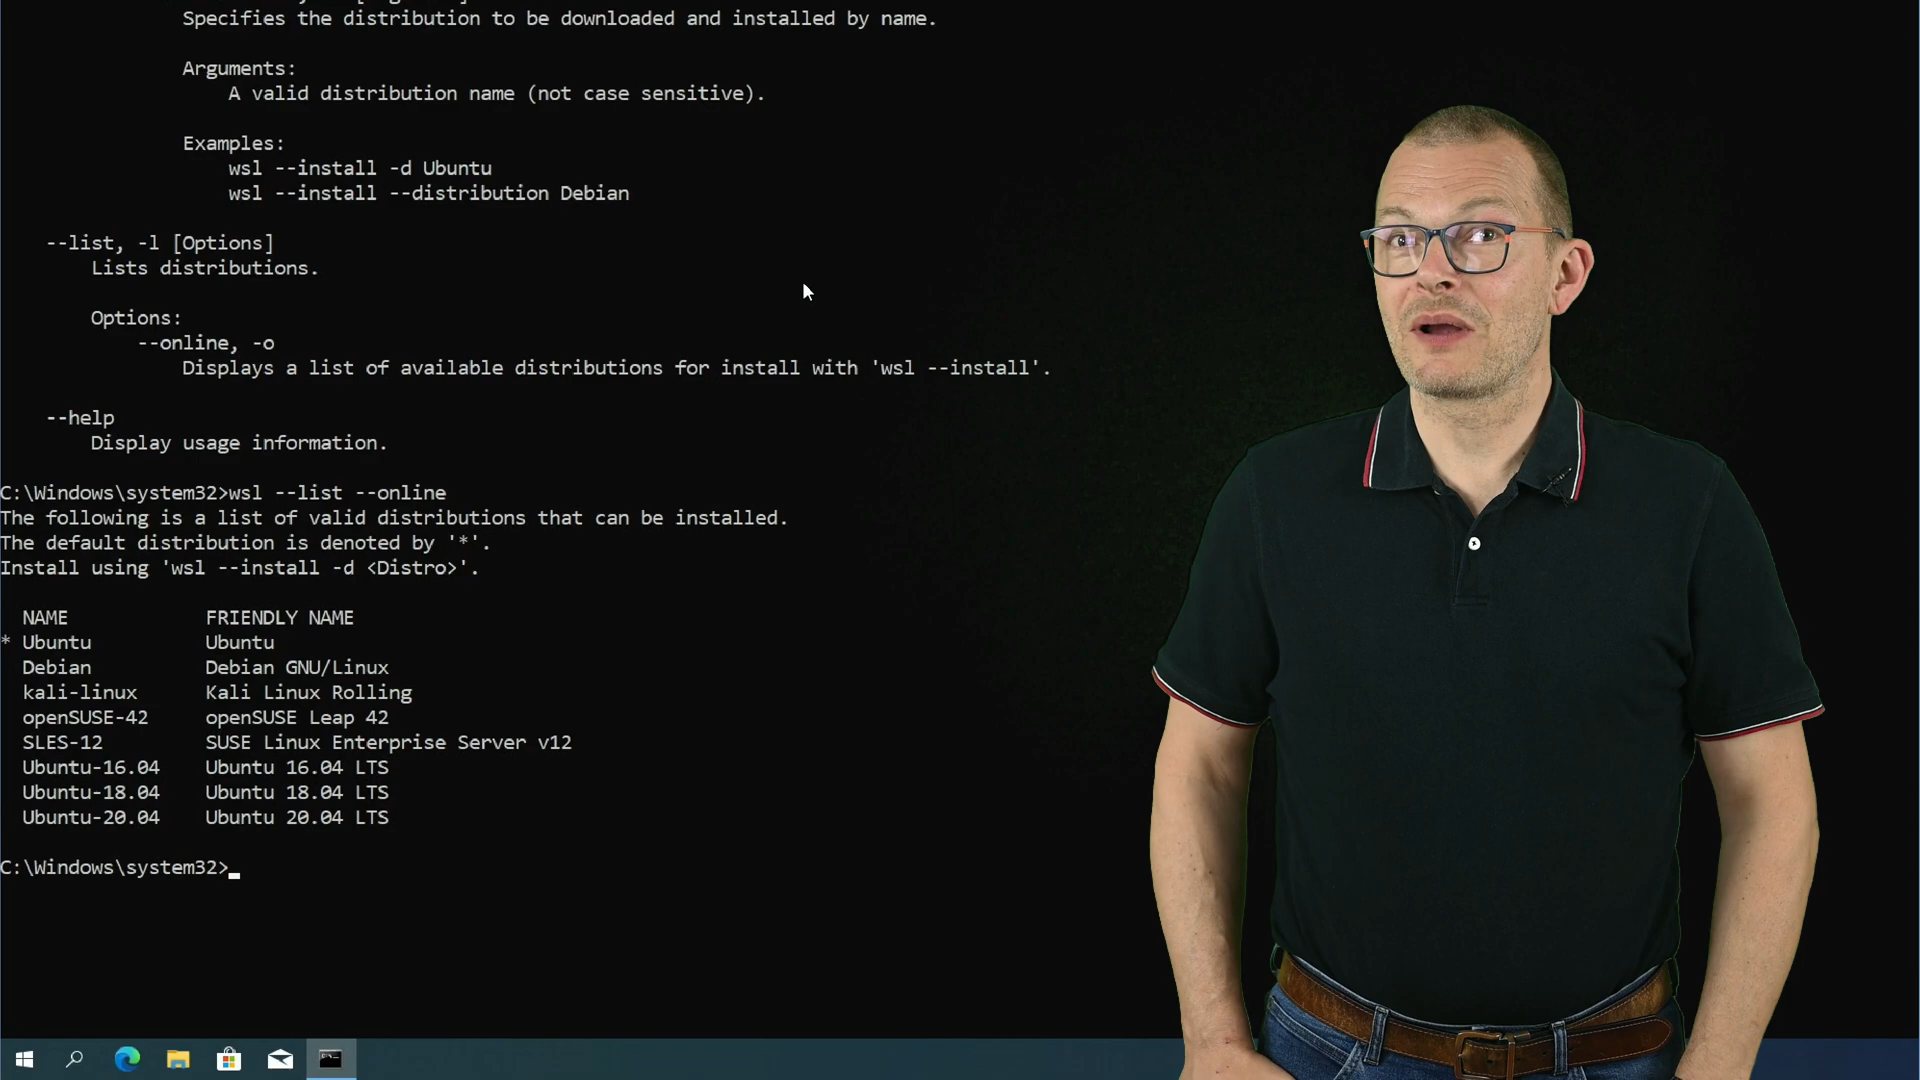 Specifies the distribution to be downloaded and installed by name.
Arguments:
A valid distribution name (not case sensitive).
Examples:
wsl --install -d Ubuntu
wsl --install --distribution Debian
--list, -l [Options]
Lists distributions.
Options:
--online, -o
Displays a list of available distributions for install with 'wsl --install'.
--help
Display usage information.
C:\Windows\system32>wsl --list --online
The following is a list of valid distributions that can be installed.
The default distribution is denoted by '*'.
Install using 'wsl --install -d <Distro>'.
NAME FRIENDLY NAME
* Ubuntu Ubuntu
Debian Debian GNU/Linux
kali-linux Kali Linux Rolling
openSUSE-42 openSUSE Leap 42
SLES-12 SUSE Linux Enterprise Server v12
Ubuntu-16.04 Ubuntu 16.04 LTS
Ubuntu-18.04 Ubuntu 18.04 LTS
Ubuntu-20.04 Ubuntu 20.04 LTS
C:\Windows\system32>